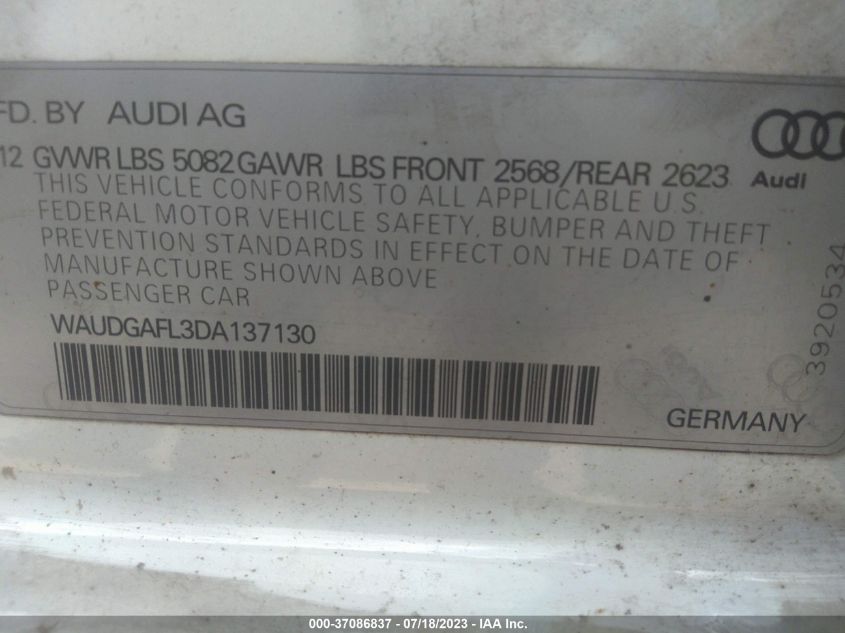 FD. BY AUDI AG
12 GVWR LBS 5082 GAWR LBS FRONT 2568/REAR 2623
Audi
THIS VEHICLE CONFORMS TO ALL APPLICABLE U.S.
FEDERAL MOTOR VEHICLE SAFETY, BUMPER AND THEFT
PREVENTION STANDARDS IN EFFECT ON THE DATE OF
MANUFACTURE SHOWN ABOVE
PASSENGER CAR
WAUDGAFL3DA137130
3920534
GERMANY
000-37086837 - 07/18/2023 - IAA Inc.